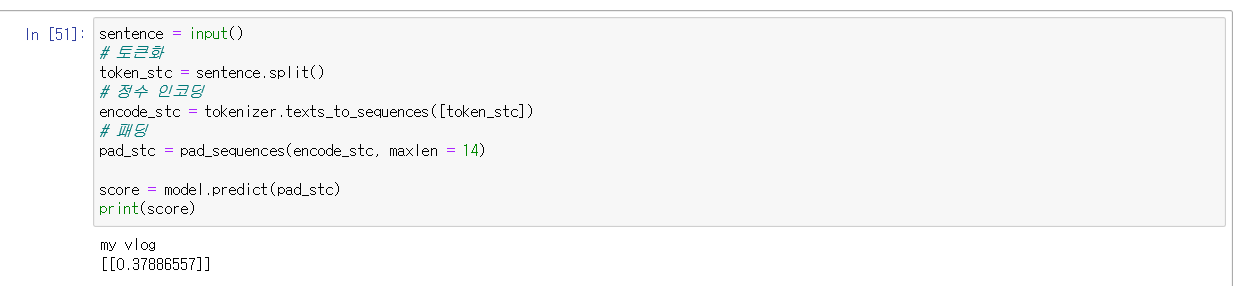 In [51]: sentence = input()
# 토큰화
token_stc = sentence.split()
# 정수 인코딩
encode_stc = tokenizer.texts_to_sequences([token_stc])
# 패딩
pad_stc = pad_sequences(encode_stc, maxlen = 14)
score = model.predict(pad_stc)
print(score)
my vlog
[[0.37886557]]